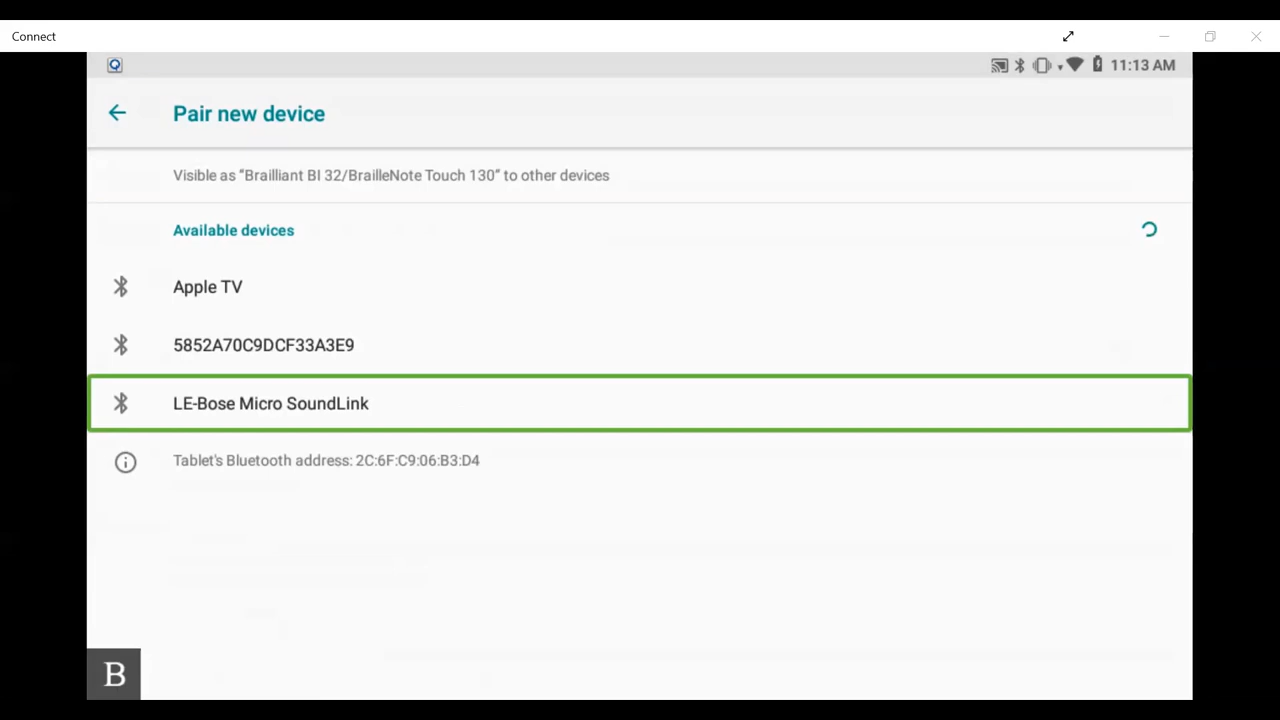 Connect
11:13 AM
Pair new device
Visible as “Brailliant BI 32/BrailleNote Touch 130” to other devices
Available devices
Apple TV
5852A70C9DCF33A3E9
LE-Bose Micro SoundLink
Tablet's Bluetooth address: 2C:6F:C9:06:B3:D4
B